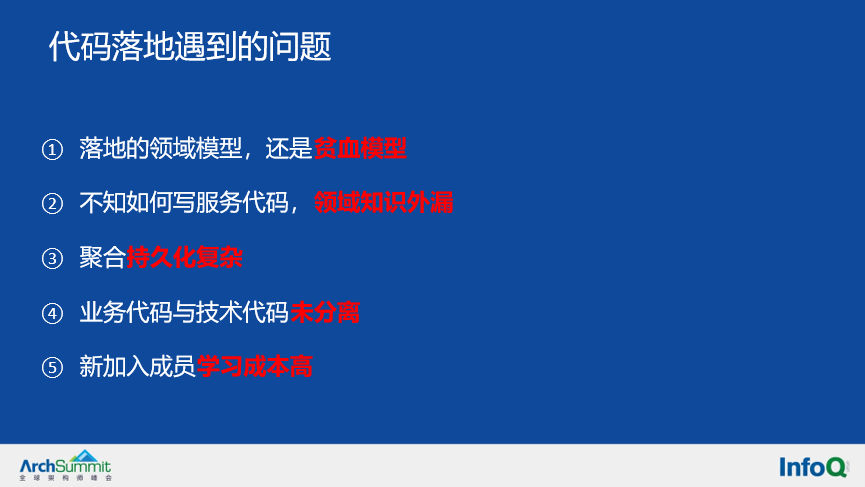 代码落地遇到的问题
① 落地的领域模型，还是贫血模型
② 不知如何写服务代码，领域知识外漏
③ 聚合持久化复杂
④ 业务代码与技术代码未分离
⑤ 新加入成员学习成本高
ArchSummit
全球架构师峰会
InfoQ